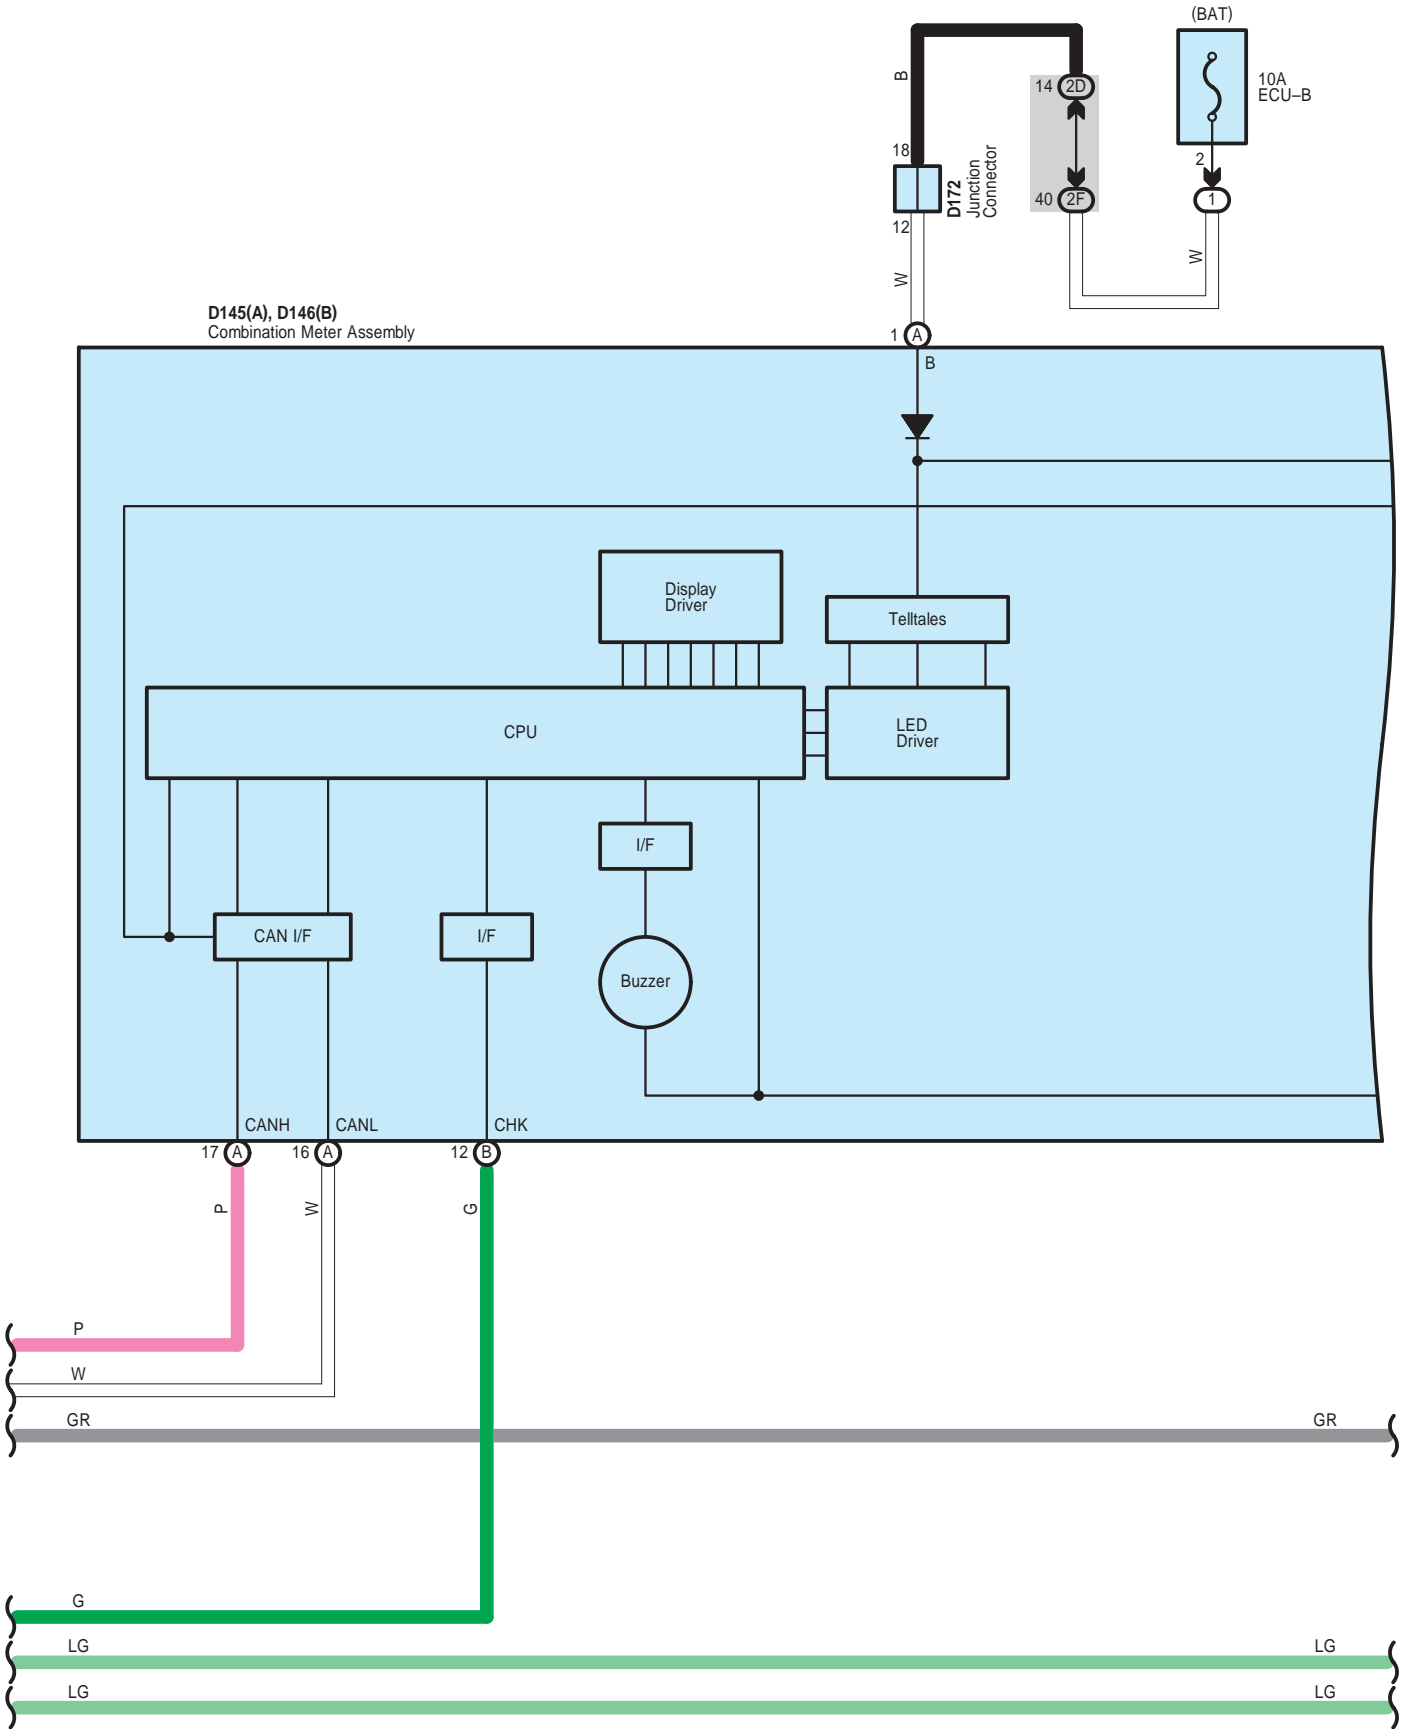 (BAT)
10A
ECU–B
2
1
W
14 2D
40 2F
B
18
D172
Junction
Connector
12
W
D145(A), D146(B)
Combination Meter Assembly
1 A
B
Display
Driver
Telltales
CPU
LED
Driver
I/F
CAN I/F
I/F
Buzzer
CANH
CANL
CHK
17 A
16 A
12 B
P
W
G
P
W
GR
GR
G
LG
LG
LG
LG